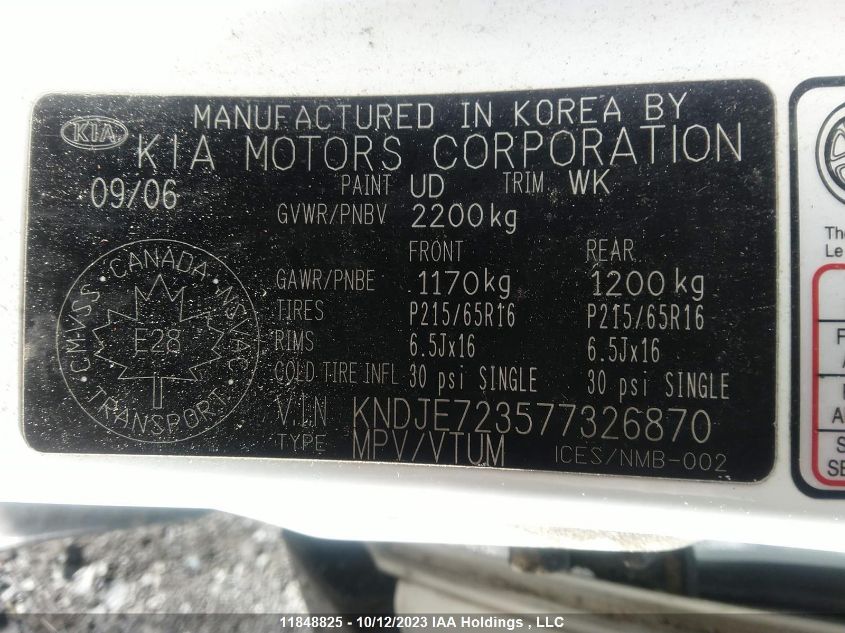 MANUFACTURED IN KOREA BY
KIA KIA MOTORS CORPORATION
09/06 PAINT UD TRIM WK
GVWR/PNBV 2200kg
FRONT REAR
GAWR/PNBE 1170kg 1200kg
TIRES P215/65R16 P215/65R16
RIMS 6.5Jx16 6.5Jx16
COLD TIRE INFL 30 psi SINGLE 30 psi SINGLE
V.I.N KNDJE723577326870
TYPE MPV/VTUM ICES/NMB-002
CANADA
CMVSS NSVAC
E28
TRANSPORT
The
Le
11848825 - 10/12/2023 IAA Holdings , LLC